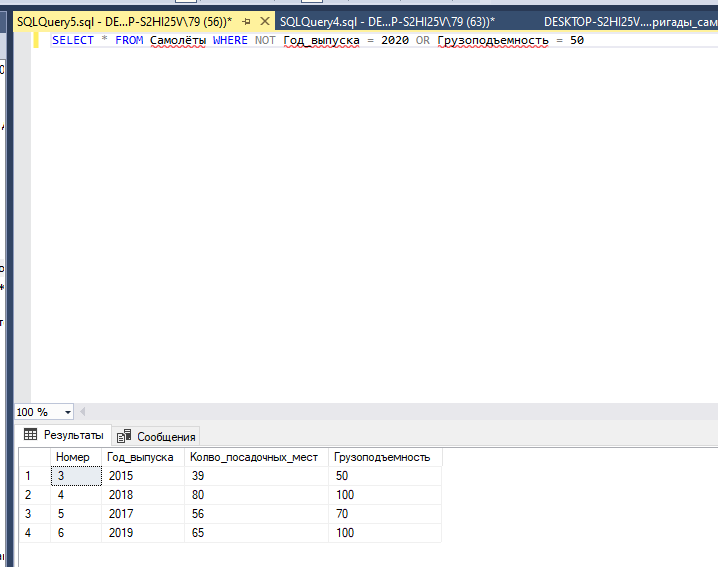 SQLQuery5.sql - DE...P-S2HI25V\79 (56))* SQLQuery4.sql - DE...P-S2HI25V\79 (63))* DESKTOP-S2HI25V....ригады_сам
SELECT * FROM Самолёты WHERE NOT Год_выпуска = 2020 OR Грузоподъемность = 50
100 %
Результаты Сообщения
Номер Год_выпуска Колво_посадочных_мест Грузоподъемность
1 3 2015 39 50
2 4 2018 80 100
3 5 2017 56 70
4 6 2019 65 100